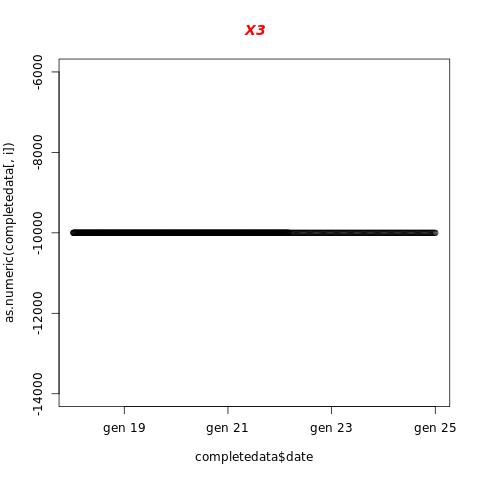 X3
as.numeric(completedata[, i])
-6000
-8000
-10000
-12000
-14000
gen 19
gen 21
gen 23
gen 25
completedata$date